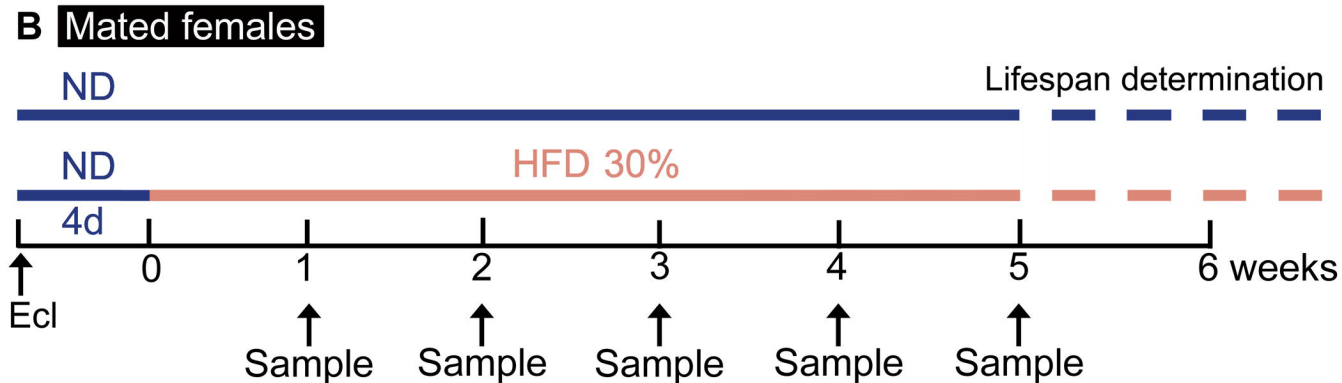 B Mated females
ND
Lifespan determination
ND
HFD 30%
4d
0 1 2 3 4 5 6 weeks
Ecl
Sample Sample Sample Sample Sample